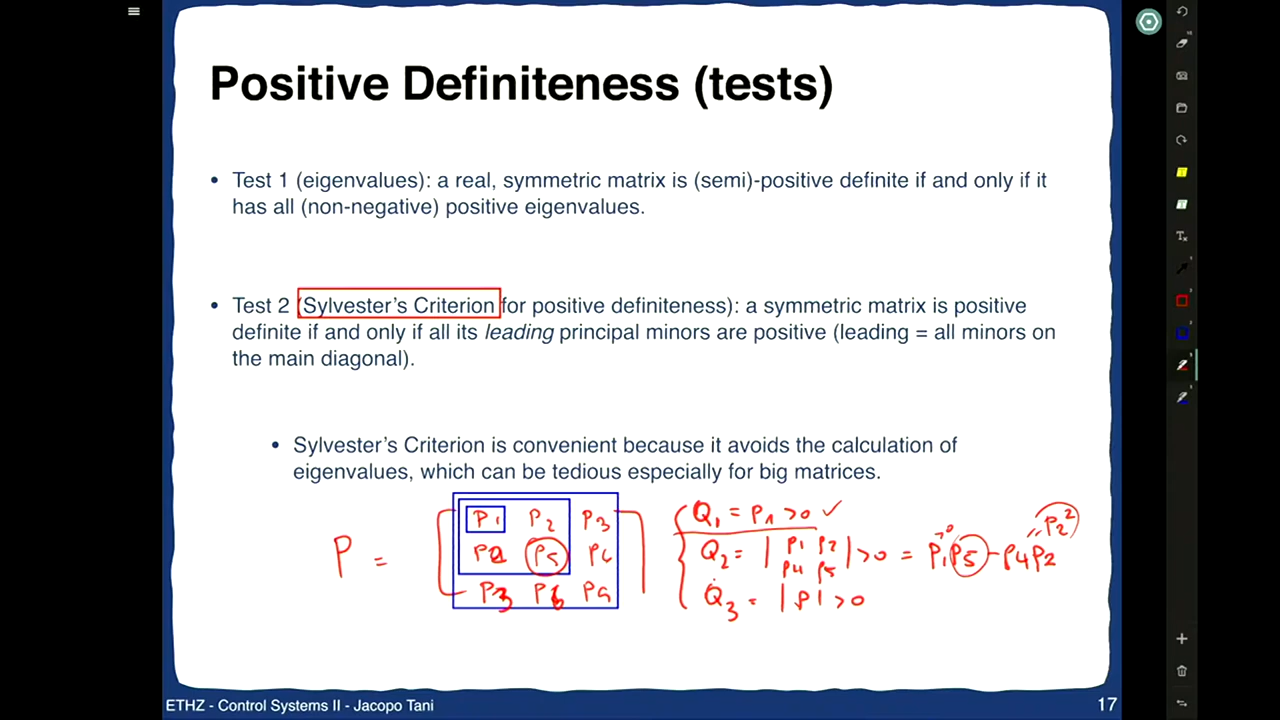 Positive Definiteness (tests)
• Test 1 (eigenvalues): a real, symmetric matrix is (semi)-positive definite if and only if it
has all (non-negative) positive eigenvalues.
• Test 2 (Sylvester's Criterion for positive definiteness): a symmetric matrix is positive
definite if and only if all its leading principal minors are positive (leading = all minors on
the main diagonal).
• Sylvester's Criterion is convenient because it avoids the calculation of
eigenvalues, which can be tedious especially for big matrices.
P = [ P1 P2 P3
P2 P5 P6
P3 P6 P9 ]
Q1 = P1 >0 ✓
Q2 = | P1 P2
P4 P5 | >0 = P1P5 - P4P2
= P2²
Q3 = | P | >0
ETHZ - Control Systems II - Jacopo Tani
17